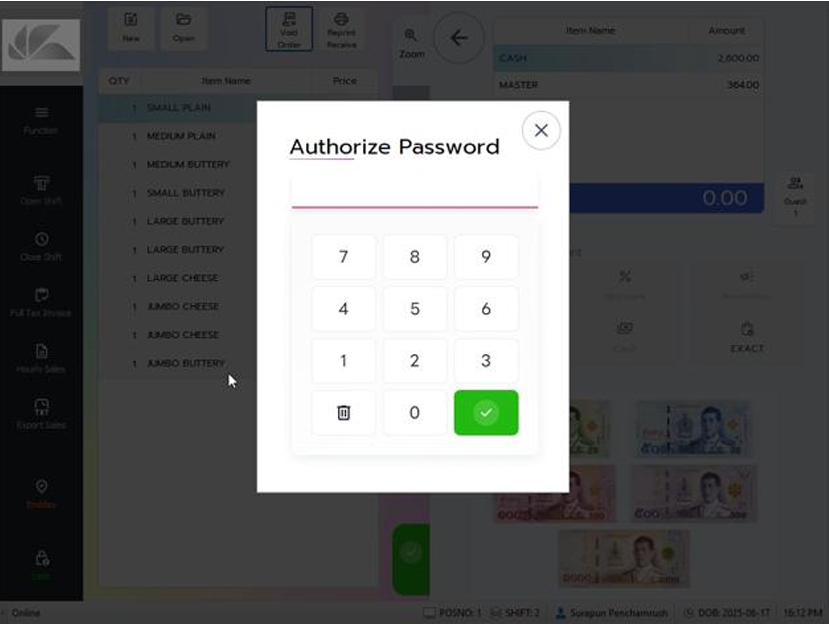 New
Open
Void
Order
Reprint
Receive
Zoom
Item Name
Amount
CASH
2,600.00
MASTER
364.00
0.00
Guest
1
QTY
Item Name
Price
1 SMALL PLAIN
1 MEDIUM PLAIN
1 MEDIUM BUTTERY
1 SMALL BUTTERY
1 LARGE BUTTERY
1 LARGE BUTTERY
1 LARGE CHEESE
1 JUMBO CHEESE
1 JUMBO CHEESE
1 JUMBO BUTTERY
Function
Open Shift
Close Shift
Full Tax Invoice
Hourly Sales
TXT
Export Sales
Authorize Password
7 8 9
4 5 6
1 2 3
0
EXACT
Online
POSNO: 1
SHIFT: 2
Surapun Penchamrush
DOB: 2025-06-17
16:12 PM